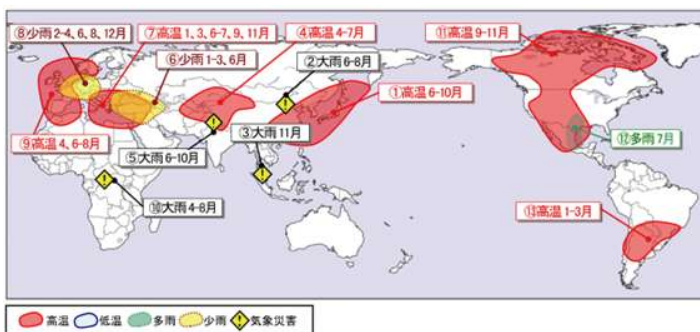 ⑧少雨2-4、6、8、12月
⑦高温1、3、6-7、9、11月
④高温4-7月
⑪高温9-11月
⑥少雨1-3、6月
②大雨6-8月
①高温6-10月
③大雨11月
⑨高温4、6-8月
⑤大雨6-10月
⑫多雨7月
⑩大雨4-8月
⑬高温1-3月
高温 低温 多雨 少雨 気象災害